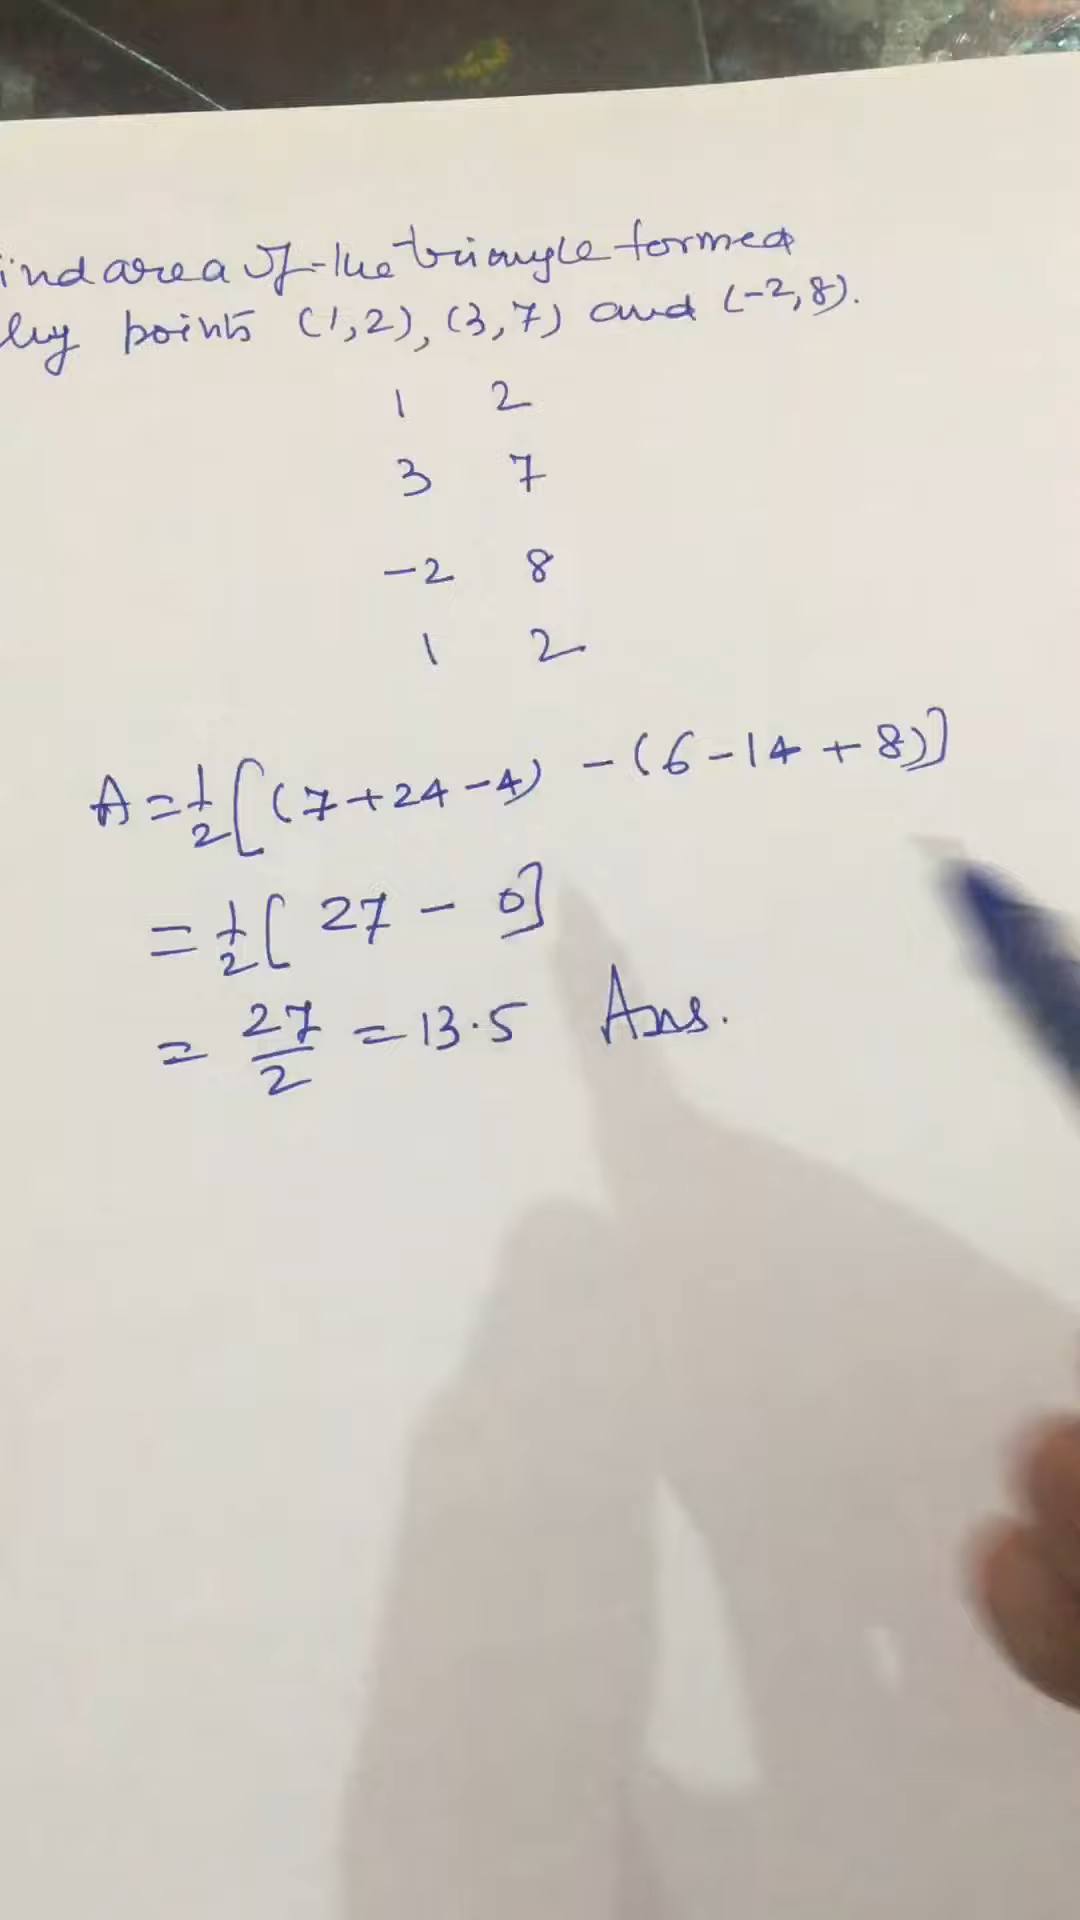 ind area of the triangle formed
by points (1,2), (3,7) and (-2,8).
1 2
3 7
-2 8
1 2
A = 1/2 [(7+24-4) - (6-14+8)]
= 1/2 [27 - 0]
= 27/2 = 13.5 Ans.